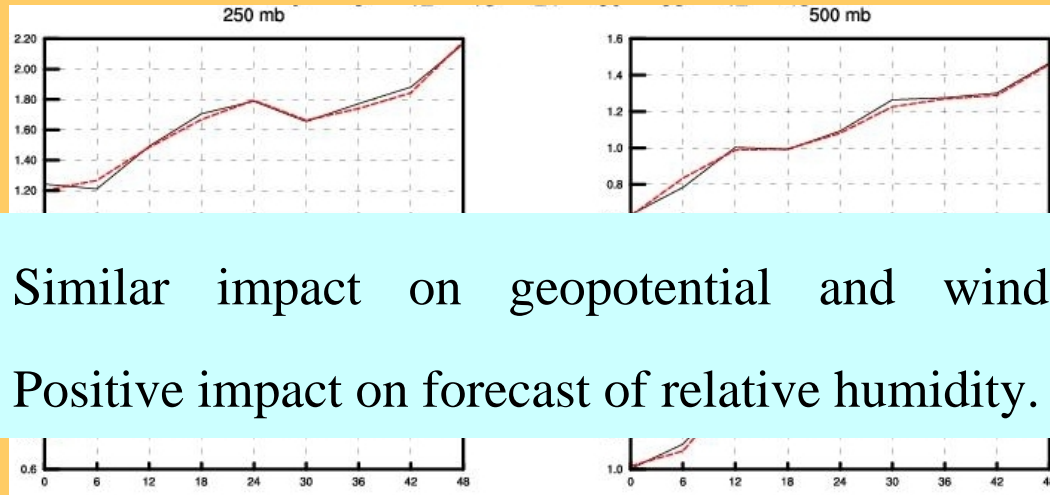 250 mb 500 mb
2.20 1.6
2.00 1.4
1.80 1.2
1.60 1.0
1.40 0.8
1.20
Similar impact on geopotential and wind
Positive impact on forecast of relative humidity.
0.6 1.0
0 6 12 18 24 30 36 42 48 0 6 12 18 24 30 36 42